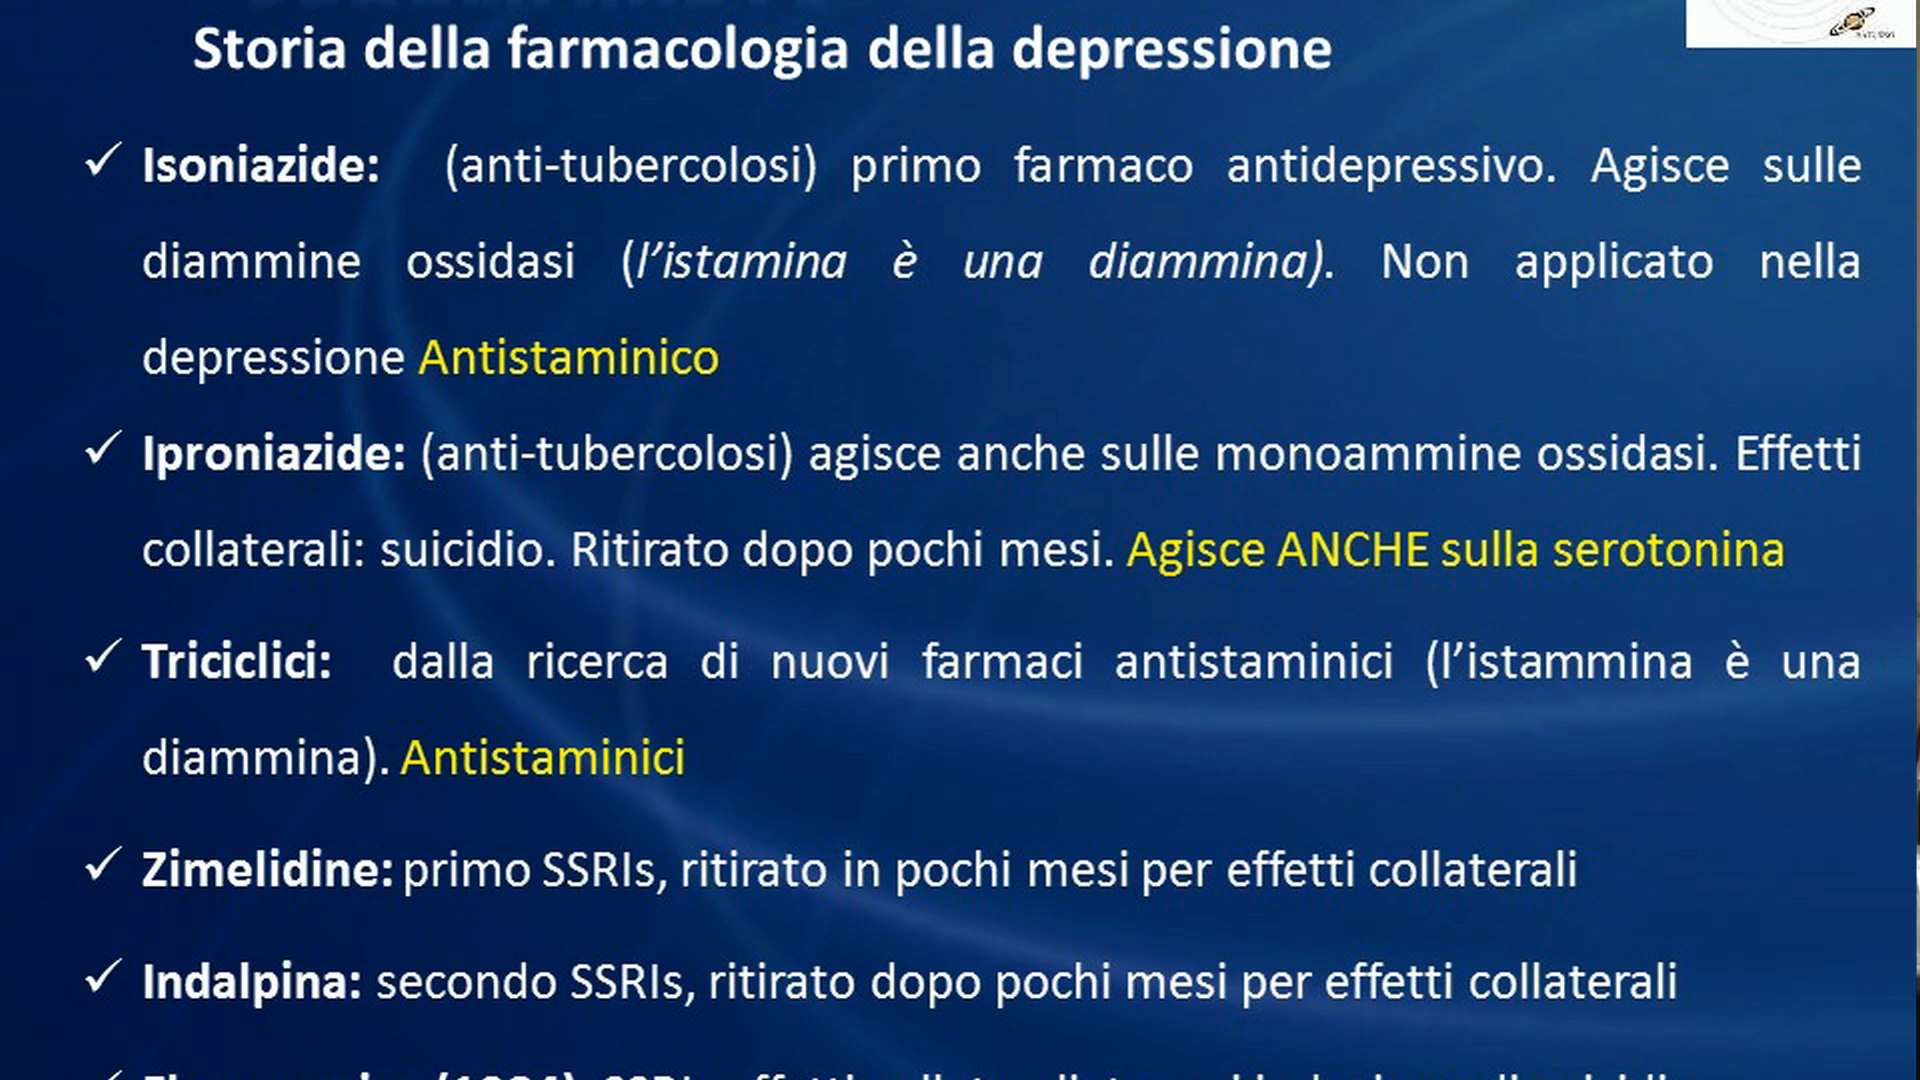 Storia della farmacologia della depressione
✓ Isoniazide: (anti-tubercolosi) primo farmaco antidepressivo. Agisce sulle
diammine ossidasi (l’istamina è una diammina). Non applicato nella
depressione Antistaminico
✓ Iproniazide: (anti-tubercolosi) agisce anche sulle monoammine ossidasi. Effetti
collaterali: suicidio. Ritirato dopo pochi mesi. Agisce ANCHE sulla serotonina
✓ Triciclici: dalla ricerca di nuovi farmaci antistaminici (l’istammina è una
diammina). Antistaminici
✓ Zimelidine: primo SSRIs, ritirato in pochi mesi per effetti collaterali
✓ Indalpina: secondo SSRIs, ritirato dopo pochi mesi per effetti collaterali